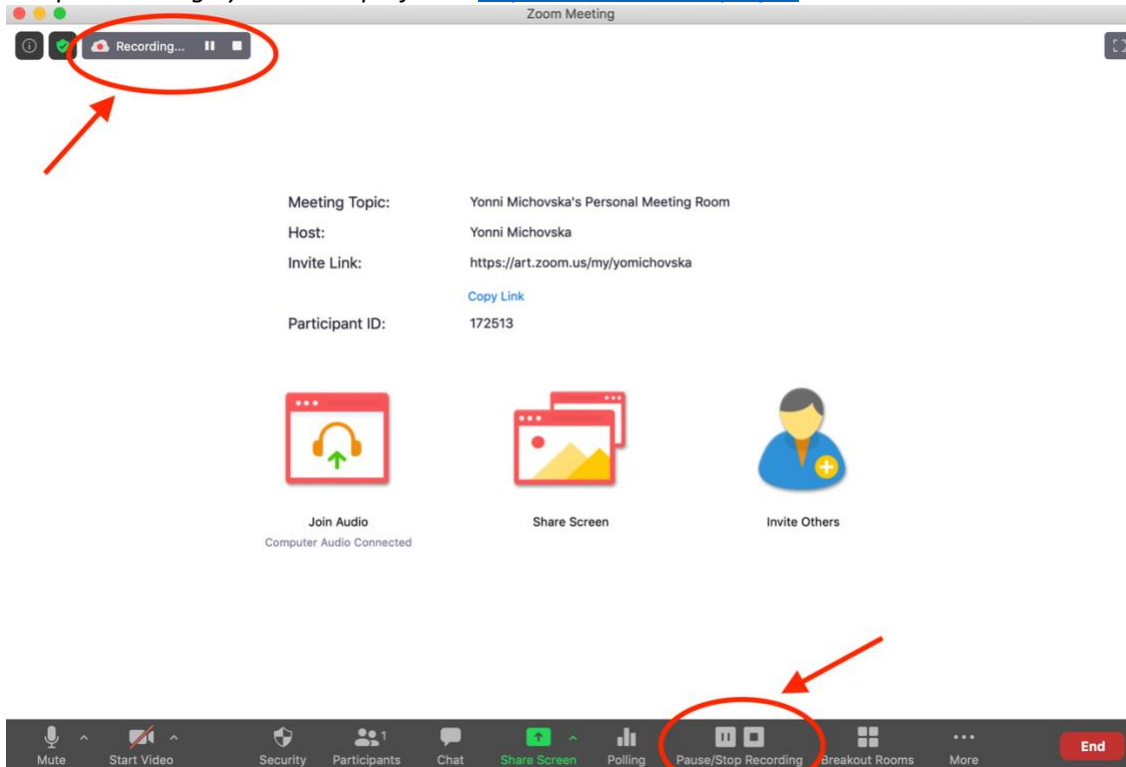 Zoom Meeting
Recording...
Meeting Topic: Yonni Michovska's Personal Meeting Room
Host: Yonni Michovska
Invite Link: https://art.zoom.us/my/yomichovska
Copy Link
Participant ID: 172513
Join Audio Share Screen Invite Others
Computer Audio Connected
1
Mute Start Video Security Participants Chat Share Screen Polling Pause/Stop Recording Breakout Rooms More End